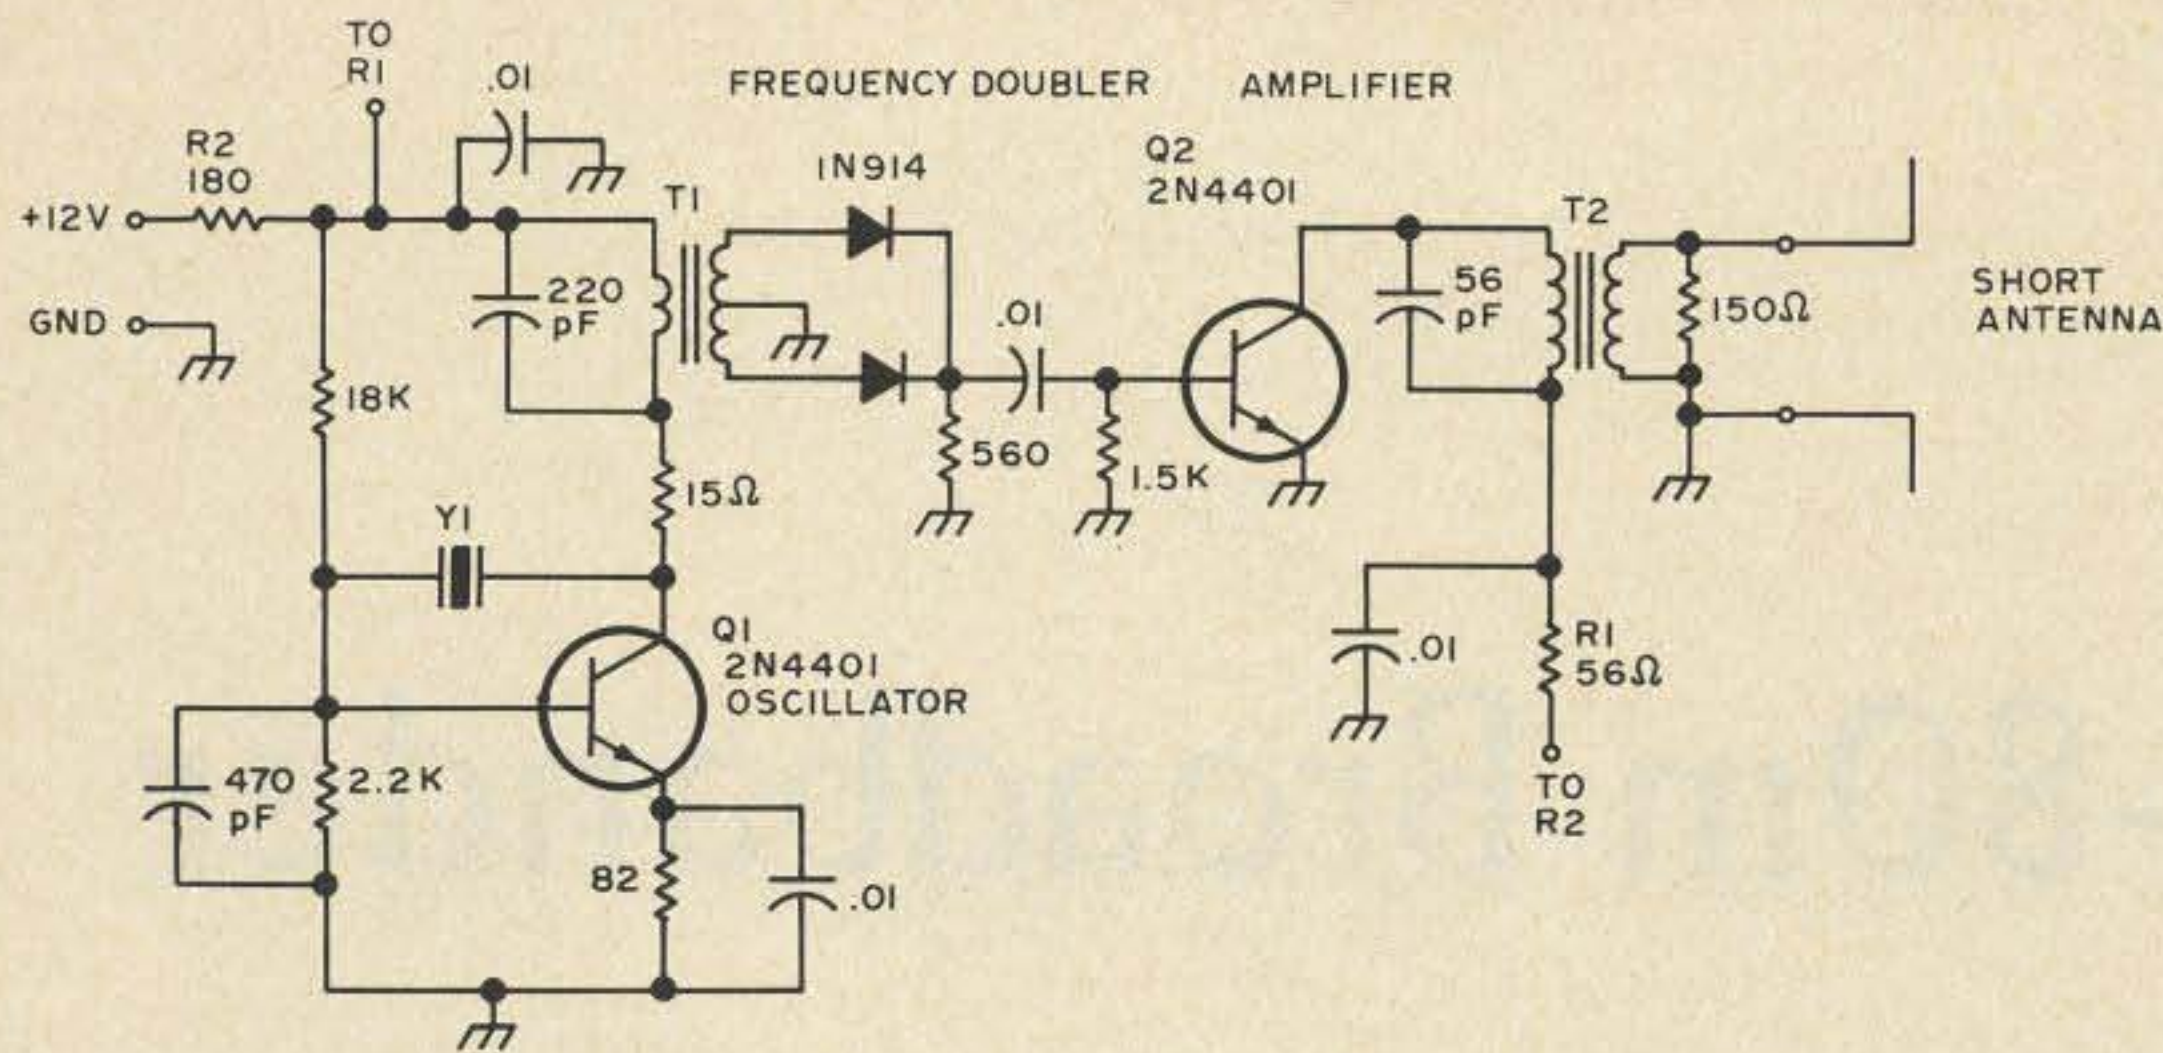 TO
R1
.01
FREQUENCY DOUBLER
AMPLIFIER
R2
180
+12V
GND
18K
220
pF
T1
1N914
.01
560
1.5K
Q2
2N4401
56
pF
T2
150Ω
SHORT
ANTENNA
15Ω
Y1
Q1
2N4401
OSCILLATOR
470
pF
2.2K
82
.01
.01
R1
56Ω
TO
R2